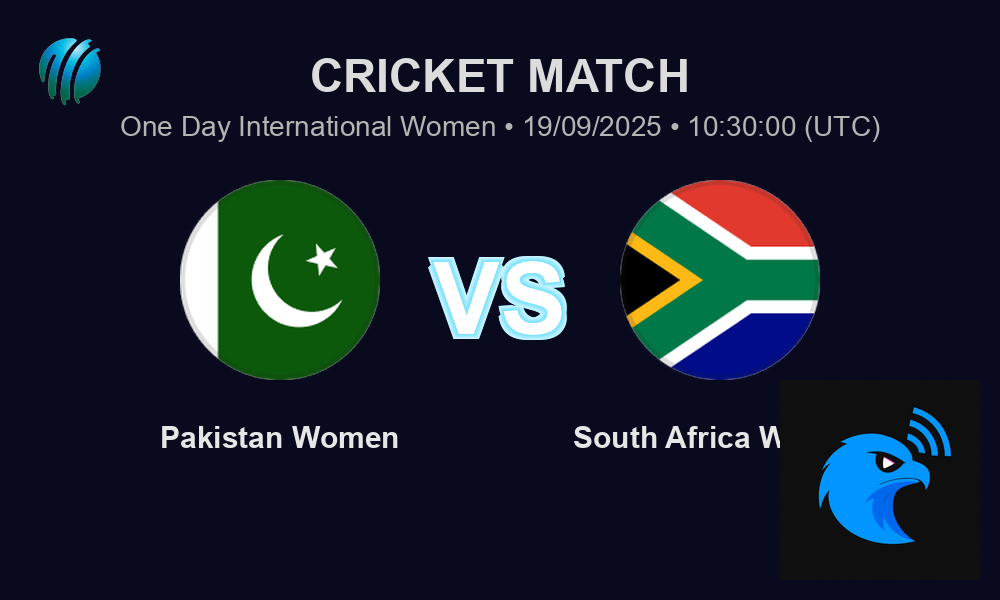 CRICKET MATCH
One Day International Women • 19/09/2025 • 10:30:00 (UTC)
VS
Pakistan Women
South Africa